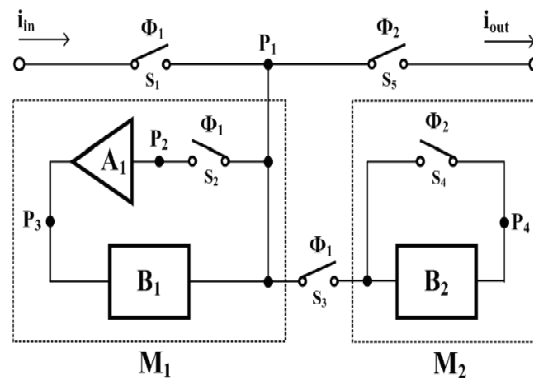 i_in
i_out
Φ₁
Φ₂
P₁
S₁
S₅
Φ₁
P₂
A₁
S₂
Φ₂
S₄
P₃
P₄
Φ₁
B₁
B₂
S₃
M₁
M₂